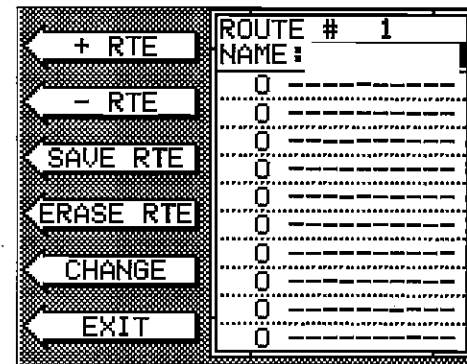 + RTE
- RTE
SAVE RTE
ERASE RTE
CHANGE
EXIT
ROUTE # 1
NAME:
0 ----------
0 ----------
0 ----------
0 ----------
0 ----------
0 ----------
0 ----------
0 ----------
0 ----------
0 ----------